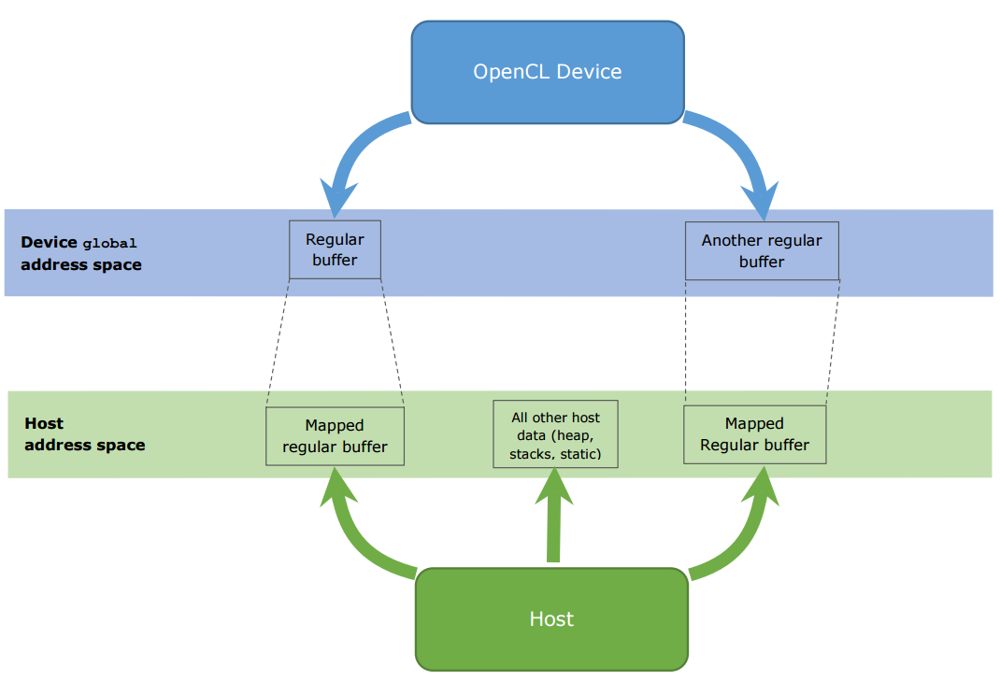 OpenCL Device
Device global
address space
Regular
buffer
Another regular
buffer
Host
address space
Mapped
regular buffer
All other host
data (heap,
stacks, static)
Mapped
Regular buffer
Host